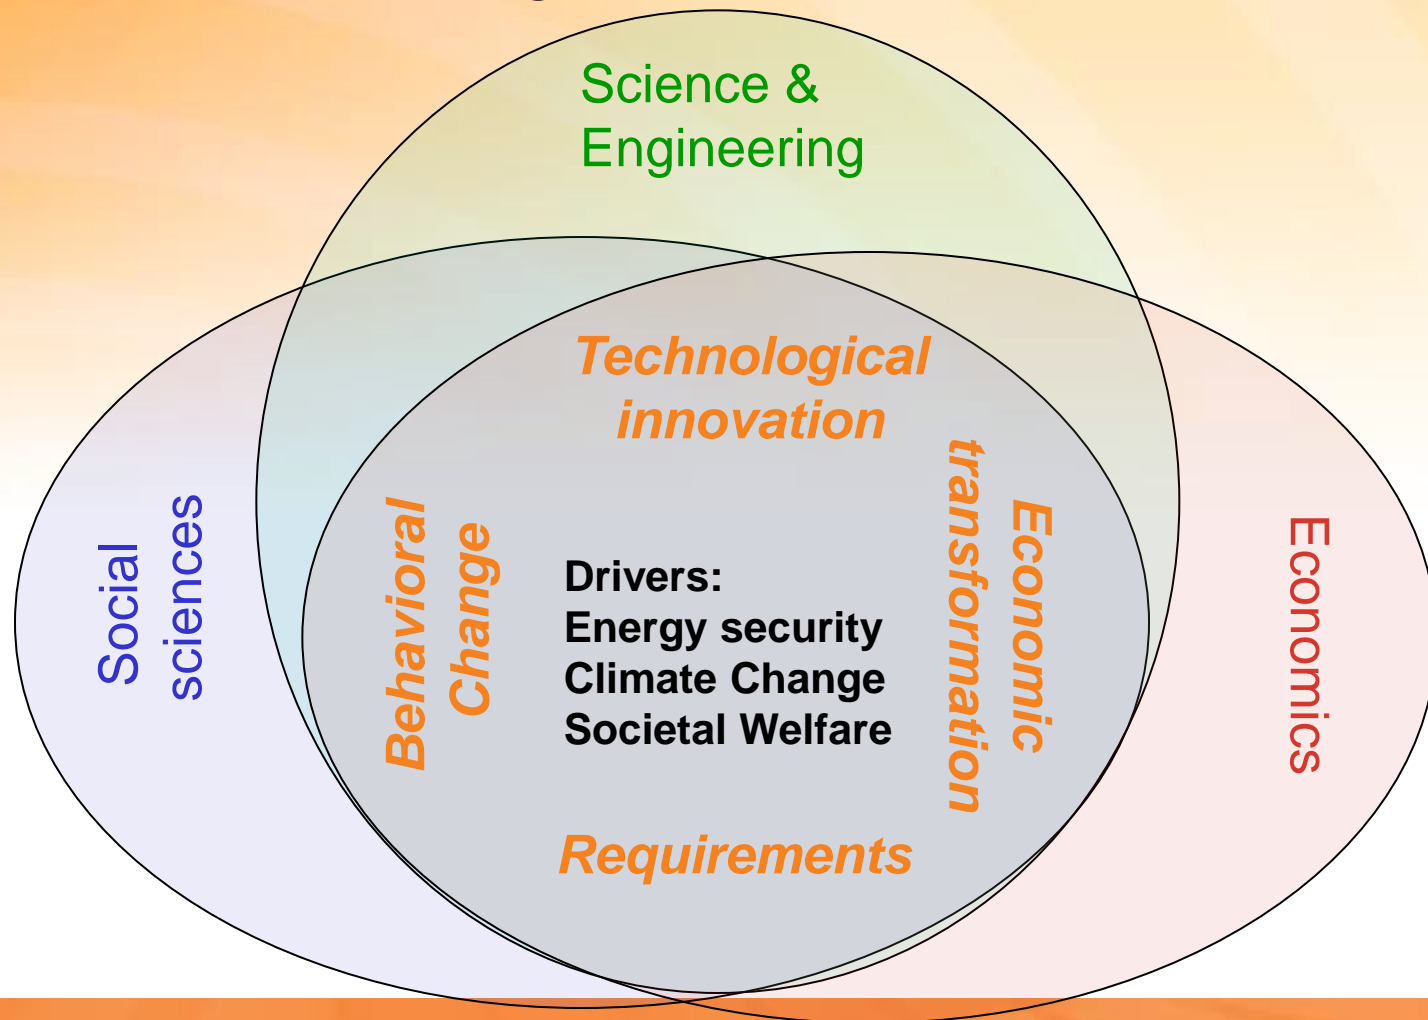 Science &
Engineering
Technological
innovation
Social
sciences
Behavioral
Change
Drivers:
Energy security
Climate Change
Societal Welfare
Economic
transformation
Economics
Requirements